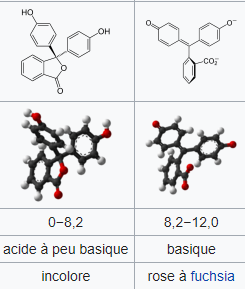 HO
OH
O
O
O
O⁻
CO₂⁻
0–8,2
8,2–12,0
acide à peu basique
basique
incolore
rose à fuchsia